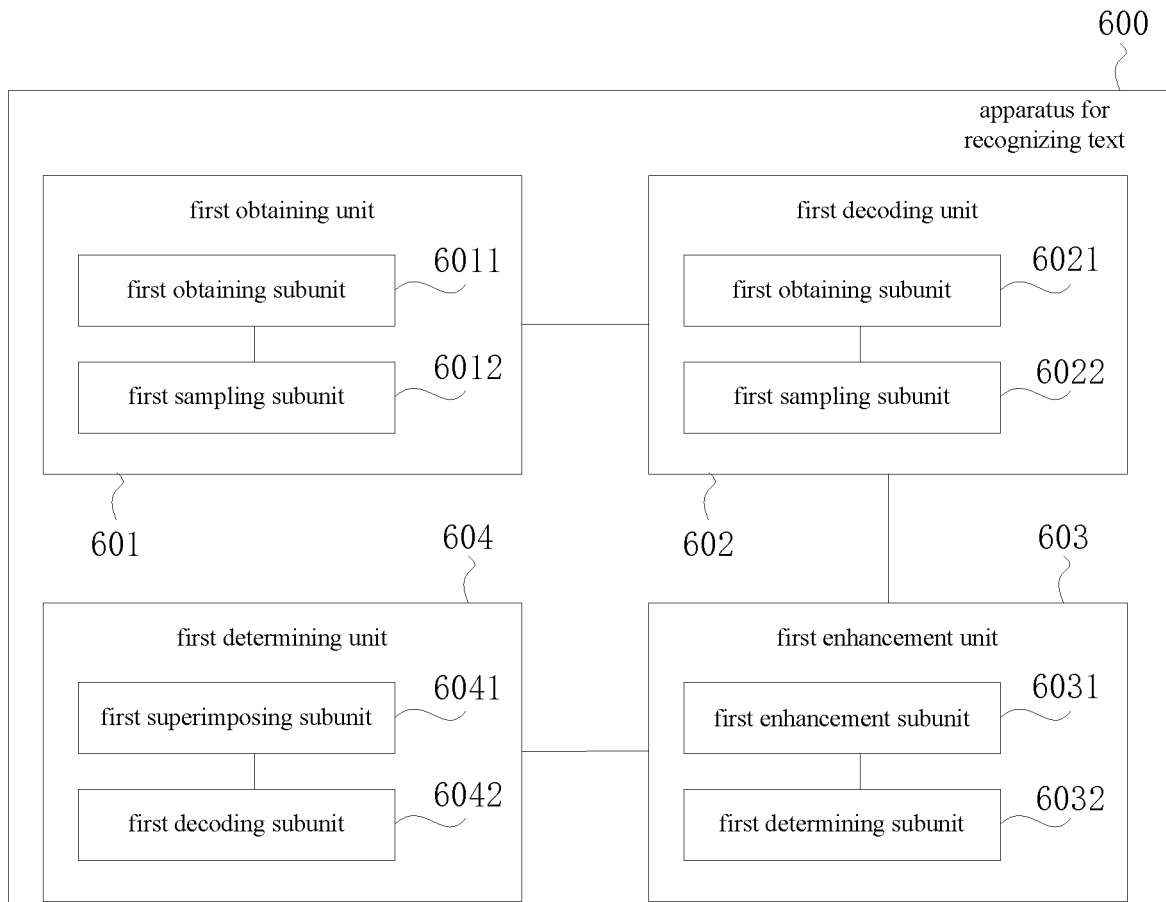 600
apparatus for
recognizing text
first obtaining unit
6011
first obtaining subunit
6012
first sampling subunit
601
first decoding unit
6021
first obtaining subunit
6022
first sampling subunit
602
604
first determining unit
6041
first superimposing subunit
6042
first decoding subunit
603
first enhancement unit
6031
first enhancement subunit
6032
first determining subunit